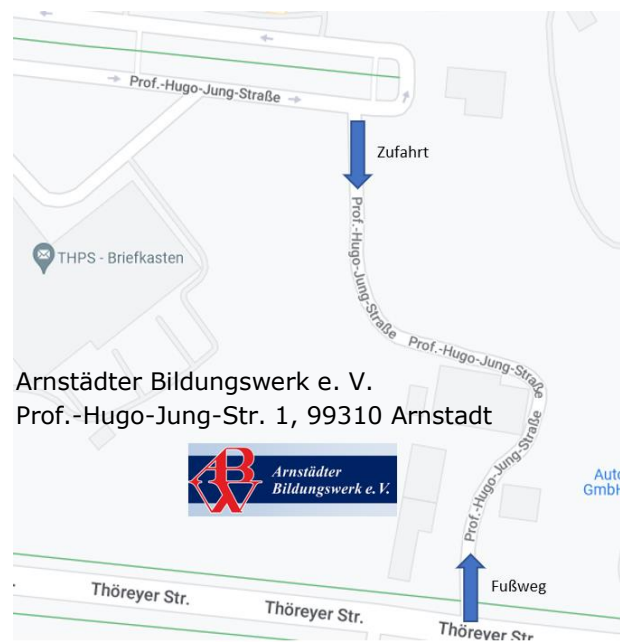 Prof.-Hugo-Jung-Straße
Zufahrt
Prof.-Hugo-Jung-Straße
THPS - Briefkasten
Prof.-Hugo-Jung-Straße
Arnstädter Bildungswerk e. V.
Prof.-Hugo-Jung-Str. 1, 99310 Arnstadt
Prof.-Hugo-Jung-Straße
ABW
Arnstädter
Bildungswerk e. V.
Auto
GmbH
Fußweg
Thöreyer Str.
Thöreyer Str.
Thöreyer Str.